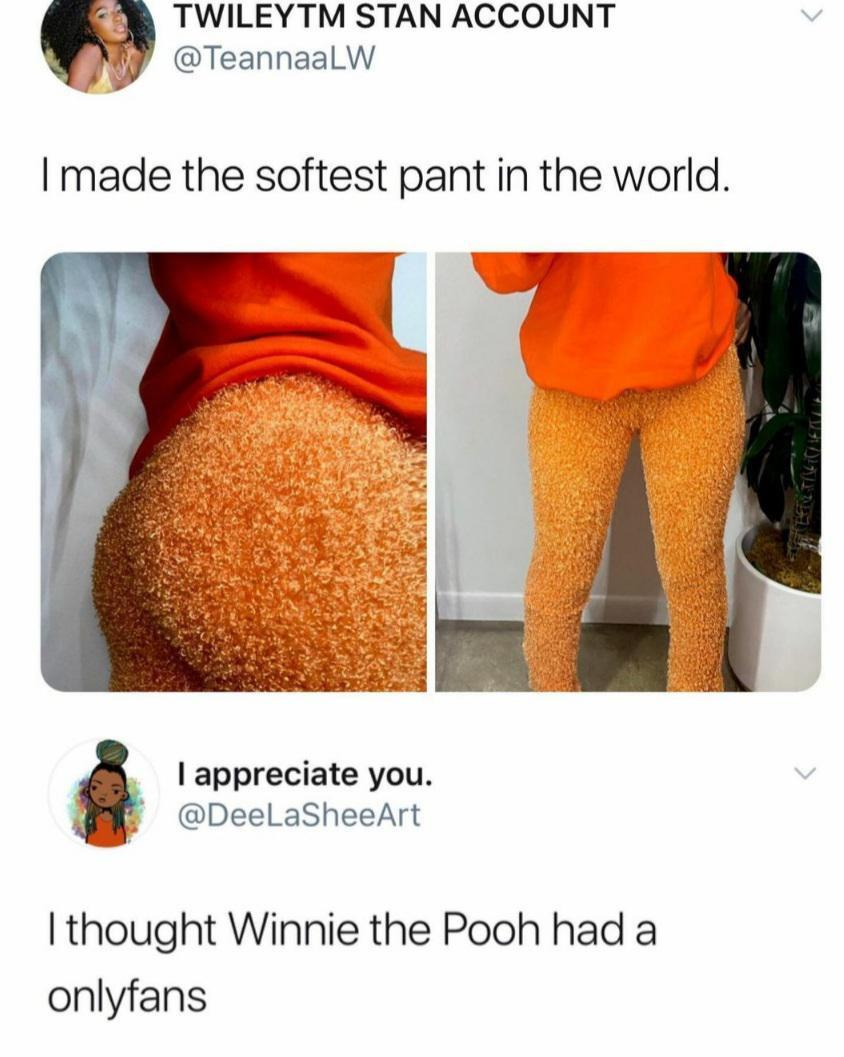 TWILEYTM STAN ACCOUNT
@TeannaaLW
I made the softest pant in the world.
I appreciate you.
@DeeLaSheeArt
I thought Winnie the Pooh had a
onlyfans